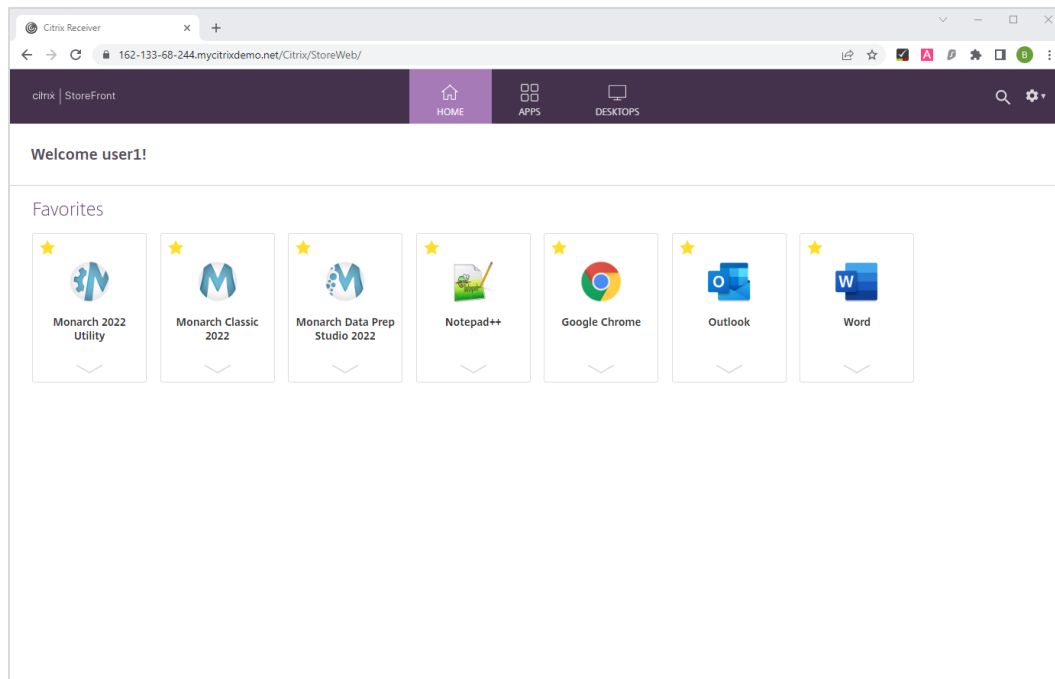 Citrix Receiver
162-133-68-244.mycitrixdemo.net/Citrix/StoreWeb/
A
B
citrix | StoreFront
HOME
APPS
DESKTOPS
Welcome user1!
Favorites
Monarch 2022
Utility
Monarch Classic
2022
Monarch Data Prep
Studio 2022
Notepad++
Google Chrome
O
Outlook
W
Word